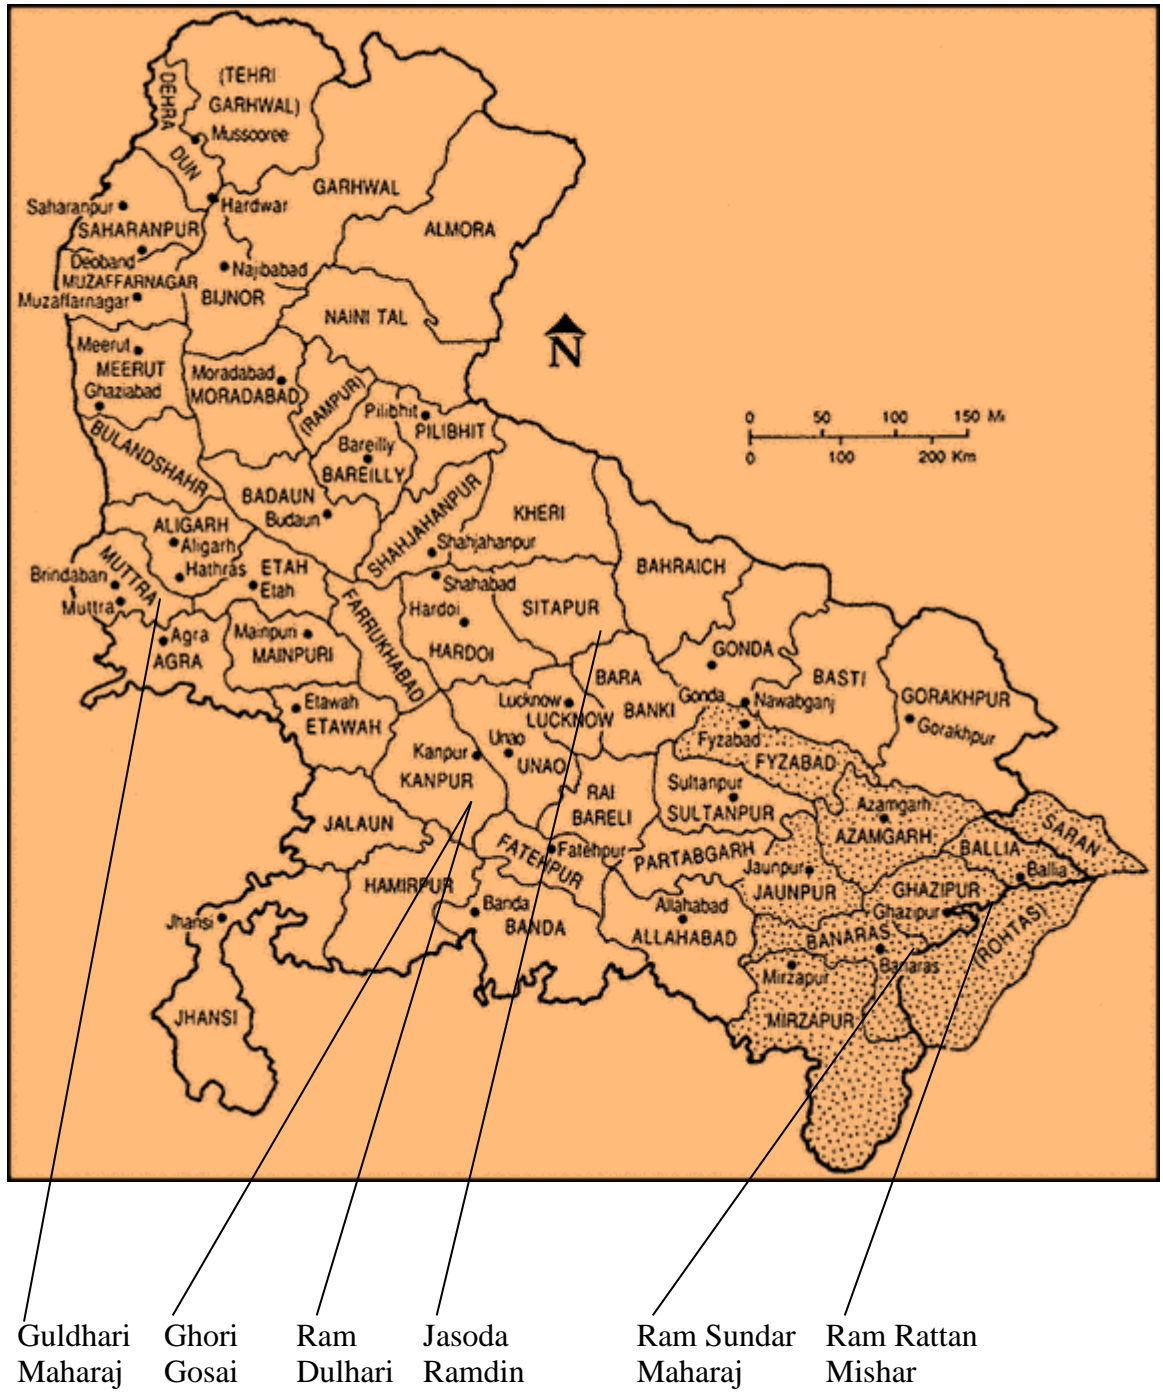 (TEHRI
GARHWAL)
DEHRA
DUN
Mussooree
GARHWAL
Hardwar
Saharanpur
SAHARANPUR
ALMORA
Deoband
MUZAFFARNAGAR
Muzaffarnagar
Najibabad
BIJNOR
NAINI TAL
N
Meerut
MEERUT
Ghaziabad
Moradabad
MORADABAD
(RAMPUR)
Pilibhit
PILIBHIT
Bareilly
BAREILLY
0 50 100 150 Mi
0 100 200 Km
BULANDSHAHR
BADAUN
Budaun
SHAHJAHANPUR
Shahjahanpur
KHERI
ALIGARH
Aligarh
Hathras
MUTTRA
Brindaban
Muttra
ETAH
Etah
Shahabad
SITAPUR
BAHRAICH
FARRUKHABAD
Hardoi
HARDOI
Agra
AGRA
Mainpuri
MAINPURI
GONDA
Gonda
Nawabganj
BASTI
GORAKHPUR
Gorakhpur
BARA
BANKI
Lucknow
LUCKNOW
Etawah
ETAWAH
Unao
UNAO
Kanpur
KANPUR
Fyzabad
FYZABAD
RAI
BARELI
Sultanpur
SULTANPUR
Azamgarh
AZAMGARH
SARAN
JALAUN
FATEHPUR
Fatehpur
PARTABGARH
Jaunpur
JAUNPUR
BALLIA
Ballia
GHAZIPUR
Ghazipur
HAMIRPUR
Banda
BANDA
Allahabad
ALLAHABAD
BANARAS
Banaras
(ROHTAS)
Jhansi
JHANSI
Mirzapur
MIRZAPUR
Guldhari
Maharaj
Ghori
Gosai
Ram
Dulhari
Jasoda
Ramdin
Ram Sundar
Maharaj
Ram Rattan
Mishar